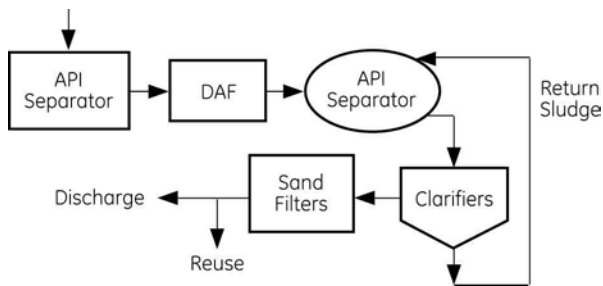 API
Separator
DAF
API
Separator
Return
Sludge
Discharge
Sand
Filters
Clarifiers
Reuse